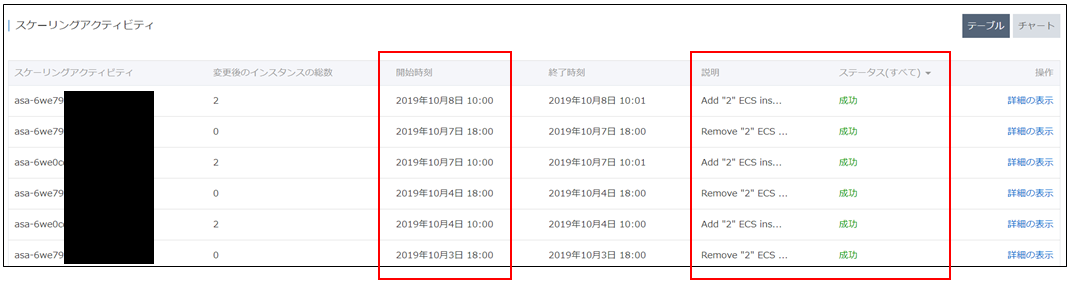 スケーリングアクティビティ
テーブル チャート
スケーリングアクティビティ 変更後のインスタンスの総数 開始時刻 終了時刻 説明 ステータス(すべて) 操作
asa-6we79 2 2019年10月8日 10:00 2019年10月8日 10:01 Add "2" ECS ins... 成功 詳細の表示
asa-6we79 0 2019年10月7日 18:00 2019年10月7日 18:00 Remove "2" ECS ... 成功 詳細の表示
asa-6we0c 2 2019年10月7日 10:00 2019年10月7日 10:01 Add "2" ECS ins... 成功 詳細の表示
asa-6we79 0 2019年10月4日 18:00 2019年10月4日 18:00 Remove "2" ECS ... 成功 詳細の表示
asa-6we0c 2 2019年10月4日 10:00 2019年10月4日 10:00 Add "2" ECS ins... 成功 詳細の表示
asa-6we79 0 2019年10月3日 18:00 2019年10月3日 18:00 Remove "2" ECS ... 成功 詳細の表示